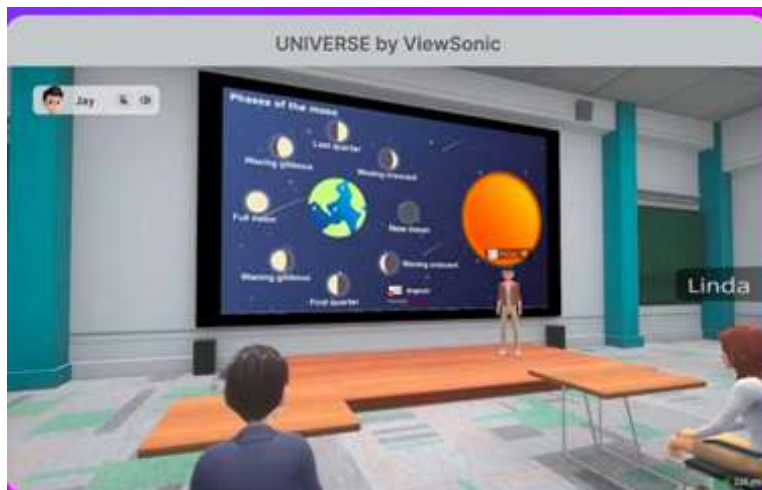 UNIVERSE by ViewSonic
Jay
Phases of the moon
Last quarter
Waning gibbous
Waning crescent
Full moon
New moon
Linda
Waxing gibbous
Waxing crescent
First quarter